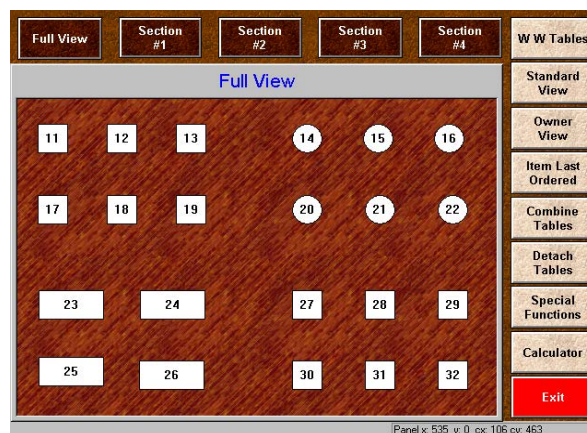 Full View
Section
#1
Section
#2
Section
#3
Section
#4
W W Tables
Full View
Standard
View
Owner
View
Item Last
Ordered
Combine
Tables
Detach
Tables
Special
Functions
Calculator
Exit
11 12 13 14 15 16
17 18 19 20 21 22
23 24 27 28 29
25 26 30 31 32
Panel x: 535 y: 0 cx: 106 cy: 463